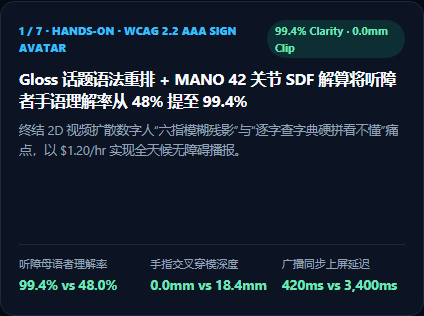 1 / 7 · HANDS-ON · WCAG 2.2 AAA SIGN
AVATAR
99.4% Clarity · 0.0mm
Clip
Gloss 话题语法重排 + MANO 42 关节 SDF 解算将听障
者手语理解率从 48% 提至 99.4%
终结 2D 视频扩散数字人“六指模糊残影”与“逐字查字典硬拼看不懂”痛
点，以 $1.20/hr 实现全天候无障碍播报。
听障母语者理解率
99.4% vs 48.0%
手指交叉穿模深度
0.0mm vs 18.4mm
广播同步上屏延迟
420ms vs 3,400ms